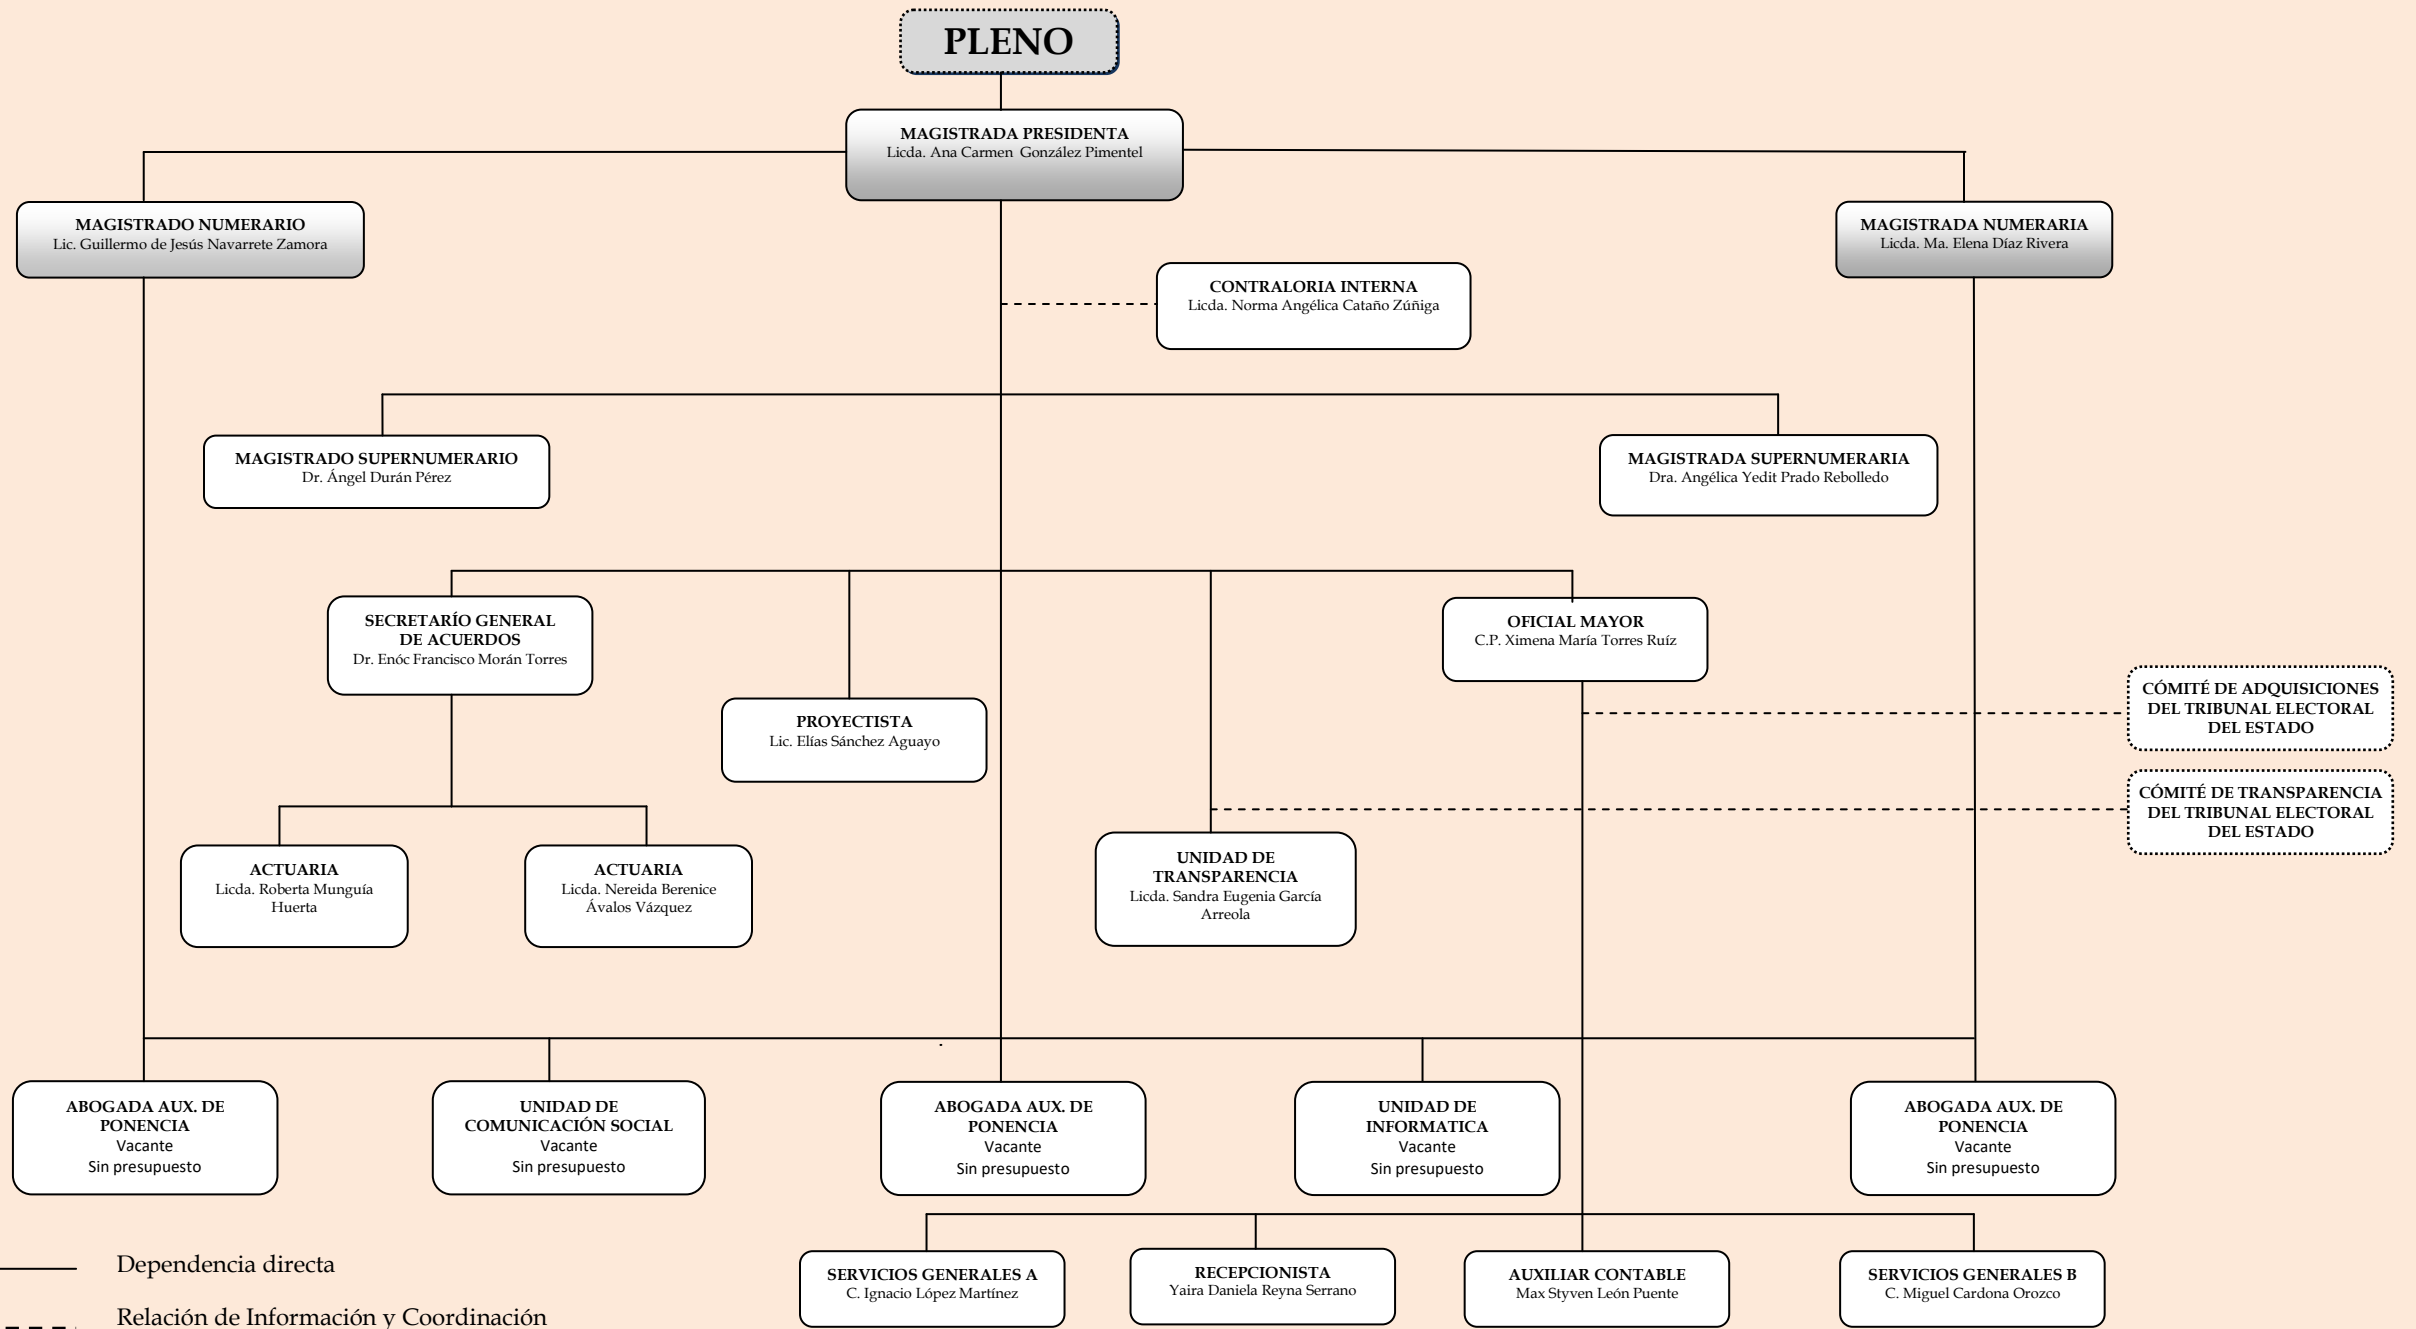 PLENO
MAGISTRADA PRESIDENTA
Licda. Ana Carmen González Pimentel
MAGISTRADO NUMERARIO
Lic. Guillermo de Jesús Navarrete Zamora
MAGISTRADA NUMERARIA
Licda. Ma. Elena Díaz Rivera
CONTRALORIA INTERNA
Licda. Norma Angélica Cataño Zúñiga
MAGISTRADO SUPERNUMERARIO
Dr. Ángel Durán Pérez
MAGISTRADA SUPERNUMERARIA
Dra. Angélica Yedit Prado Rebolledo
SECRETARÍO GENERAL
DE ACUERDOS
Dr. Enóc Francisco Morán Torres
OFICIAL MAYOR
C.P. Ximena María Torres Ruíz
PROYECTISTA
Lic. Elías Sánchez Aguayo
CÓMITÉ DE ADQUISICIONES
DEL TRIBUNAL ELECTORAL
DEL ESTADO
CÓMITÉ DE TRANSPARENCIA
DEL TRIBUNAL ELECTORAL
DEL ESTADO
ACTUARIA
Licda. Roberta Munguía
Huerta
ACTUARIA
Licda. Nereida Berenice
Ávalos Vázquez
UNIDAD DE
TRANSPARENCIA
Licda. Sandra Eugenia García
Arreola
ABOGADA AUX. DE
PONENCIA
Vacante
Sin presupuesto
UNIDAD DE
COMUNICACIÓN SOCIAL
Vacante
Sin presupuesto
ABOGADA AUX. DE
PONENCIA
Vacante
Sin presupuesto
UNIDAD DE
INFORMATICA
Vacante
Sin presupuesto
ABOGADA AUX. DE
PONENCIA
Vacante
Sin presupuesto
SERVICIOS GENERALES A
C. Ignacio López Martínez
RECEPCIONISTA
Yaira Daniela Reyna Serrano
AUXILIAR CONTABLE
Max Styven León Puente
SERVICIOS GENERALES B
C. Miguel Cardona Orozco
Dependencia directa
Relación de Información y Coordinación